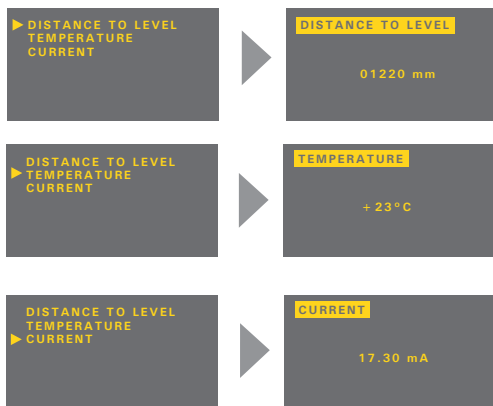 DISTANCE TO LEVEL
TEMPERATURE
CURRENT
DISTANCE TO LEVEL
01220 mm
DISTANCE TO LEVEL
TEMPERATURE
CURRENT
TEMPERATURE
+23°C
DISTANCE TO LEVEL
TEMPERATURE
CURRENT
CURRENT
17.30 mA